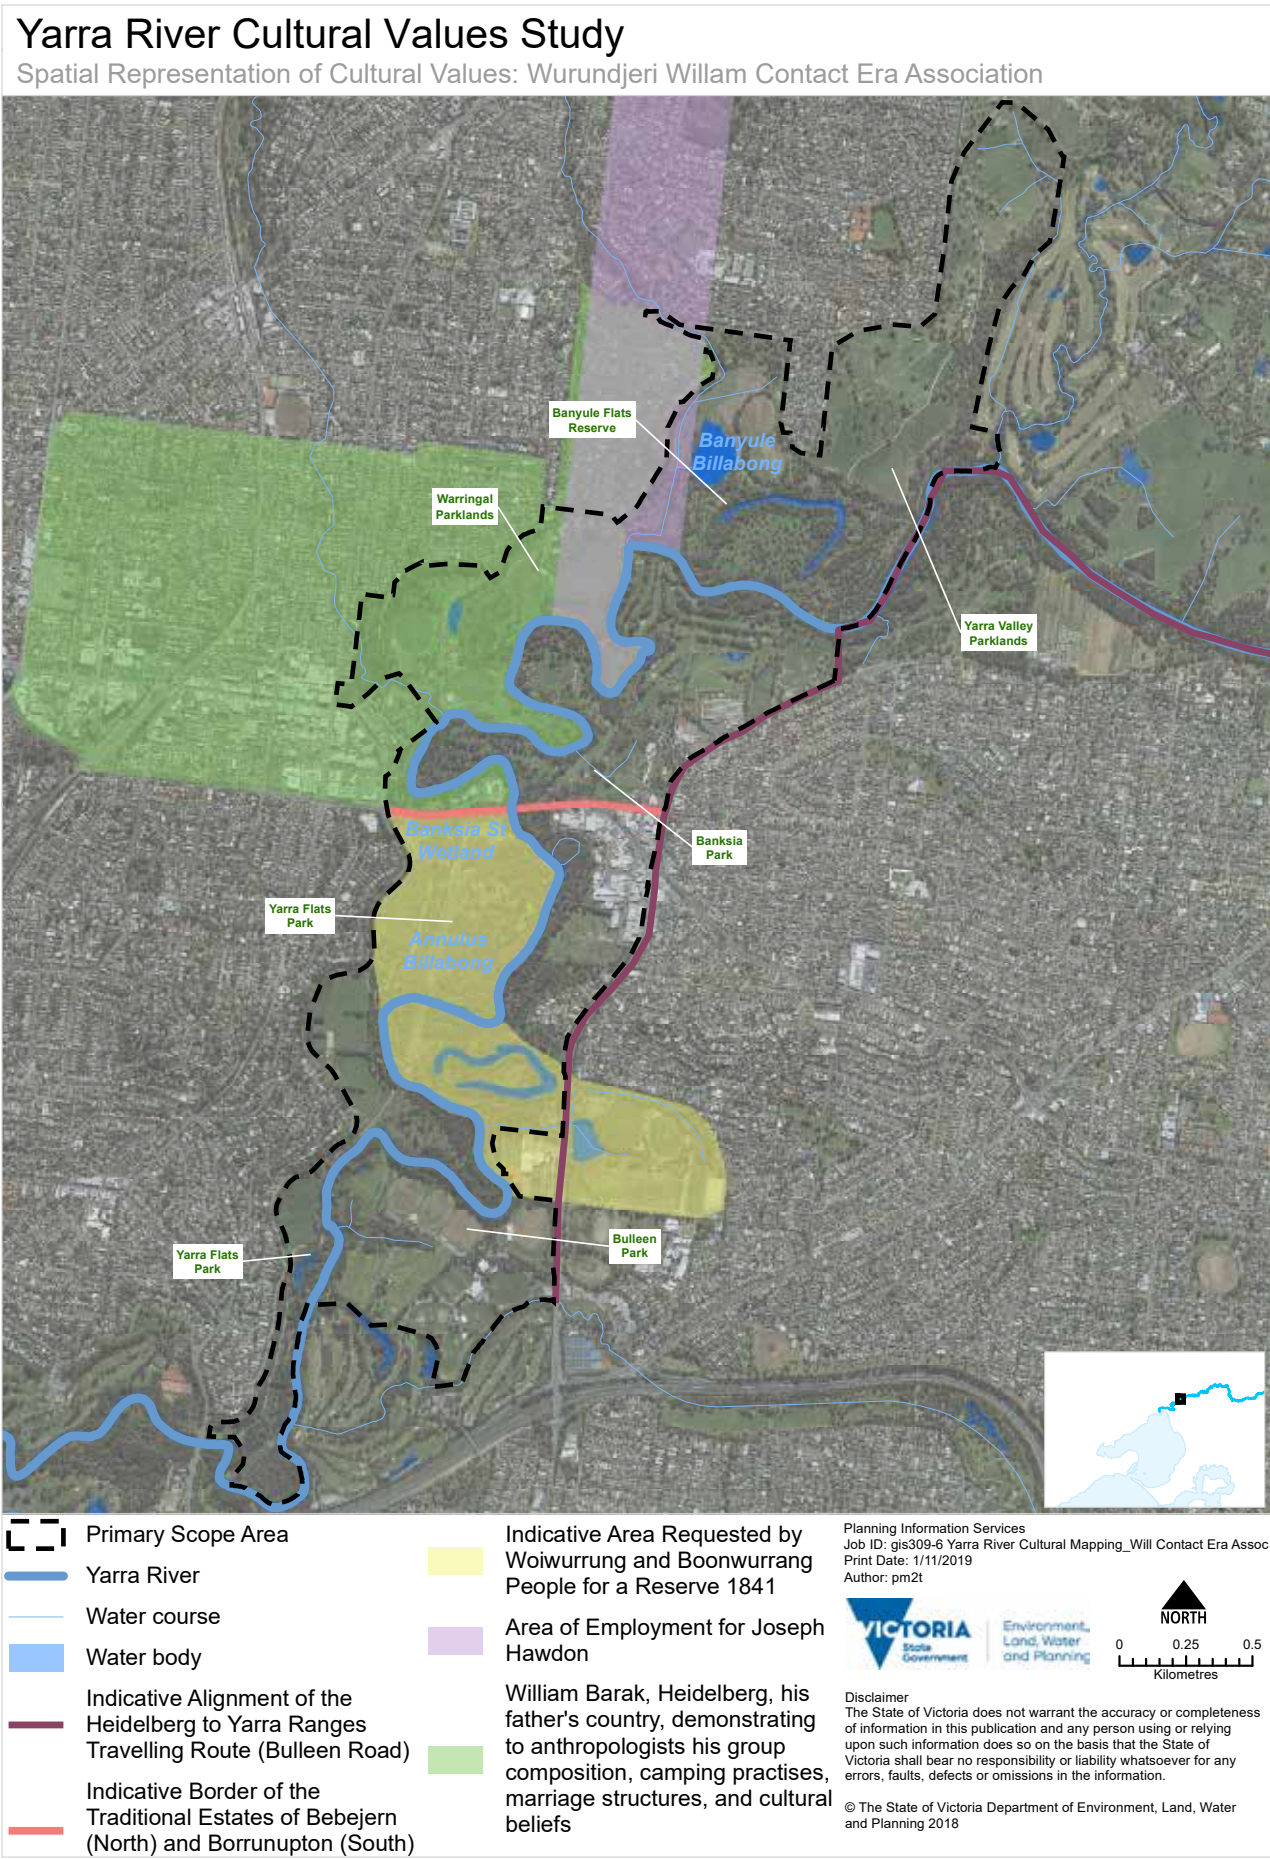 Yarra River Cultural Values Study
Spatial Representation of Cultural Values: Wurundjeri Willam Contact Era Association
Banyule Flats
Reserve
Banyule
Billabong
Warringal
Parklands
Yarra Valley
Parklands
Banksia St
Wetland
Banksia
Park
Yarra Flats
Park
Annulus
Billabong
Bulleen
Park
Yarra Flats
Park
Primary Scope Area
Yarra River
Water course
Water body
Indicative Alignment of the
Heidelberg to Yarra Ranges
Travelling Route (Bulleen Road)
Indicative Border of the
Traditional Estates of Bebejern
(North) and Borrunupton (South)
Indicative Area Requested by
Woiwurrung and Boonwurrang
People for a Reserve 1841
Area of Employment for Joseph
Hawdon
William Barak, Heidelberg, his
father's country, demonstrating
to anthropologists his group
composition, camping practises,
marriage structures, and cultural
beliefs
Planning Information Services
Job ID: gis309-6 Yarra River Cultural Mapping_Will Contact Era Assoc
Print Date: 1/11/2019
Author: pm2t
VICTORIA
State
Government
Environment,
Land, Water
and Planning
NORTH
0 0.25 0.5
Kilometres
Disclaimer
The State of Victoria does not warrant the accuracy or completeness
of information in this publication and any person using or relying
upon such information does so on the basis that the State of
Victoria shall bear no responsibility or liability whatsoever for any
errors, faults, defects or omissions in the information.
© The State of Victoria Department of Environment, Land, Water
and Planning 2018